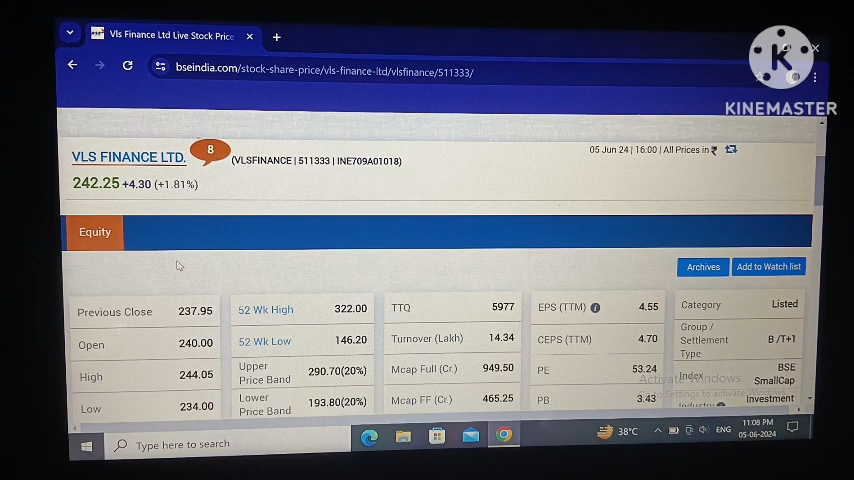 Vls Finance Ltd Live Stock Price
bseindia.com/stock-share-price/vls-finance-ltd/vlsfinance/511333/
K
KINEMASTER
VLS FINANCE LTD.
8
(VLSFINANCE | 511333 | INE709A01018)
05 Jun 24 | 16:00 | All Prices in ₹
242.25 +4.30 (+1.81%)
Equity
Archives
Add to Watch list
Previous Close 237.95
Open 240.00
High 244.05
Low 234.00
52 Wk High 322.00
52 Wk Low 146.20
Upper Price Band 290.70(20%)
Lower Price Band 193.80(20%)
TTQ 5977
Turnover (Lakh) 14.34
Mcap Full (Cr.) 949.50
Mcap FF (Cr.) 465.25
EPS (TTM) 4.55
CEPS (TTM) 4.70
PE 53.24
PB 3.43
Category Listed
Group / Settlement Type B /T+1
Index BSE SmallCap
Industry Investment
Activate Windows
Go to Settings to activate Windows
Type here to search
38°C
ENG
11:08 PM
05-06-2024